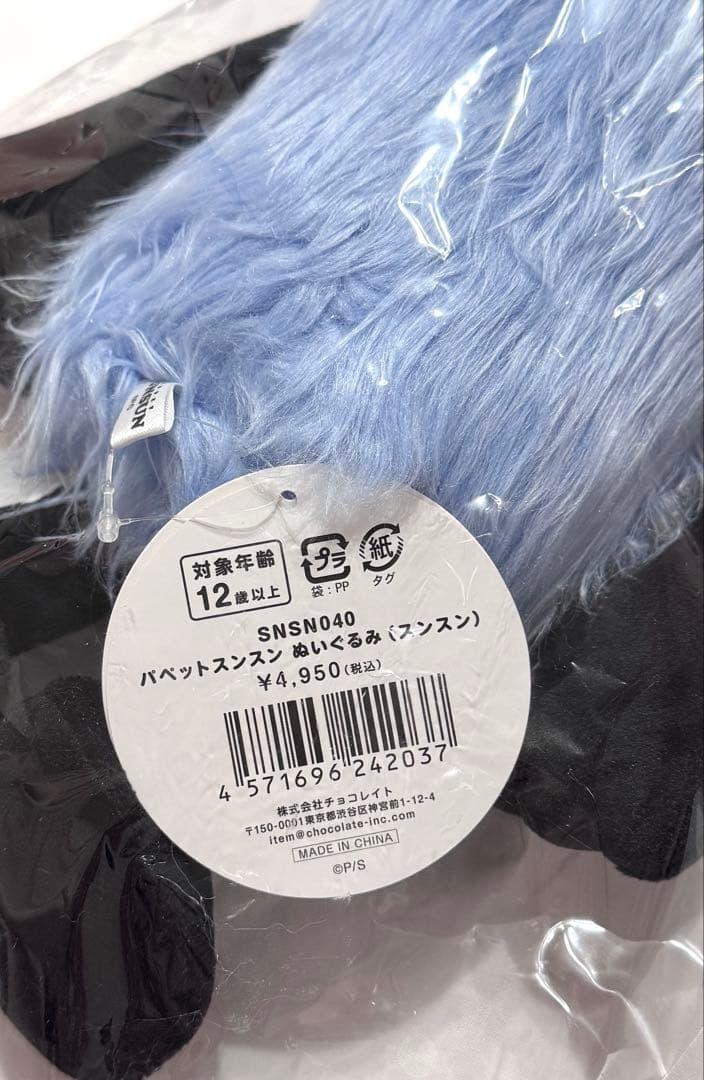 対象年齢
12歳以上
プラ
袋:PP
紙
タグ
SNSN040
パペットスンスン ぬいぐるみ(スンスン)
¥4,950(税込)
4 571696 242037
株式会社チョコレイト
〒150-0001東京都渋谷区神宮前1-12-4
item@chocolate-inc.com
MADE IN CHINA
©P/S